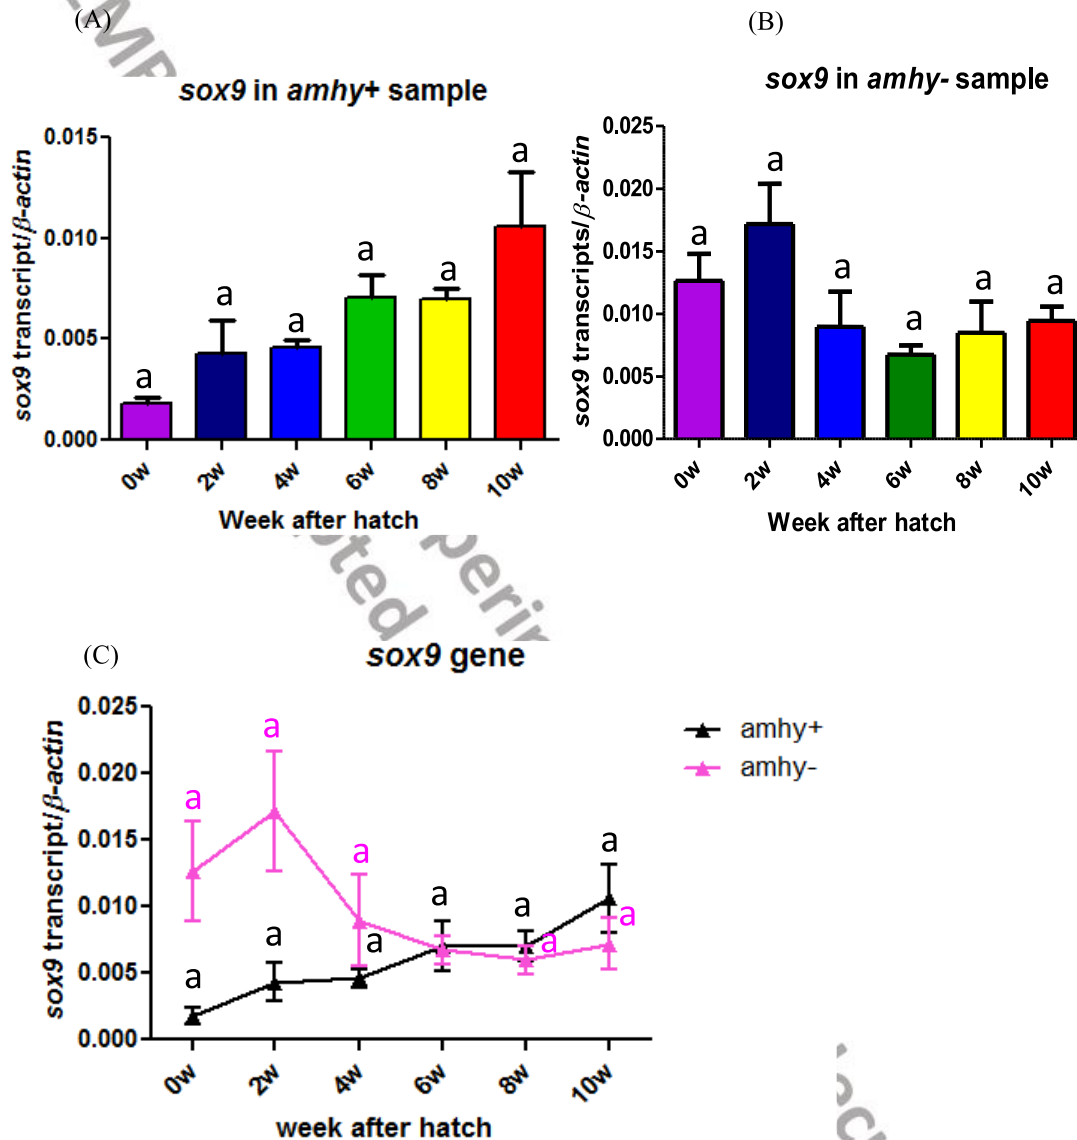 (A)
sox9 in amhy+ sample
sox9 transcript/β-actin
0.015
0.010
0.005
0.000
a
a
a
a
a
a
0w
2w
4w
6w
8w
10w
Week after hatch
(B)
sox9 in amhy- sample
sox9 transcripts/β-actin
0.025
0.020
0.015
0.010
0.005
0.000
a
a
a
a
a
a
0w
2w
4w
6w
8w
10w
Week after hatch
(C)
sox9 gene
sox9 transcript/β-actin
0.025
0.020
0.015
0.010
0.005
0.000
a
a
a
a
a
a
a
a
a
a
a
0w
2w
4w
6w
8w
10w
week after hatch
amhy+
amhy-